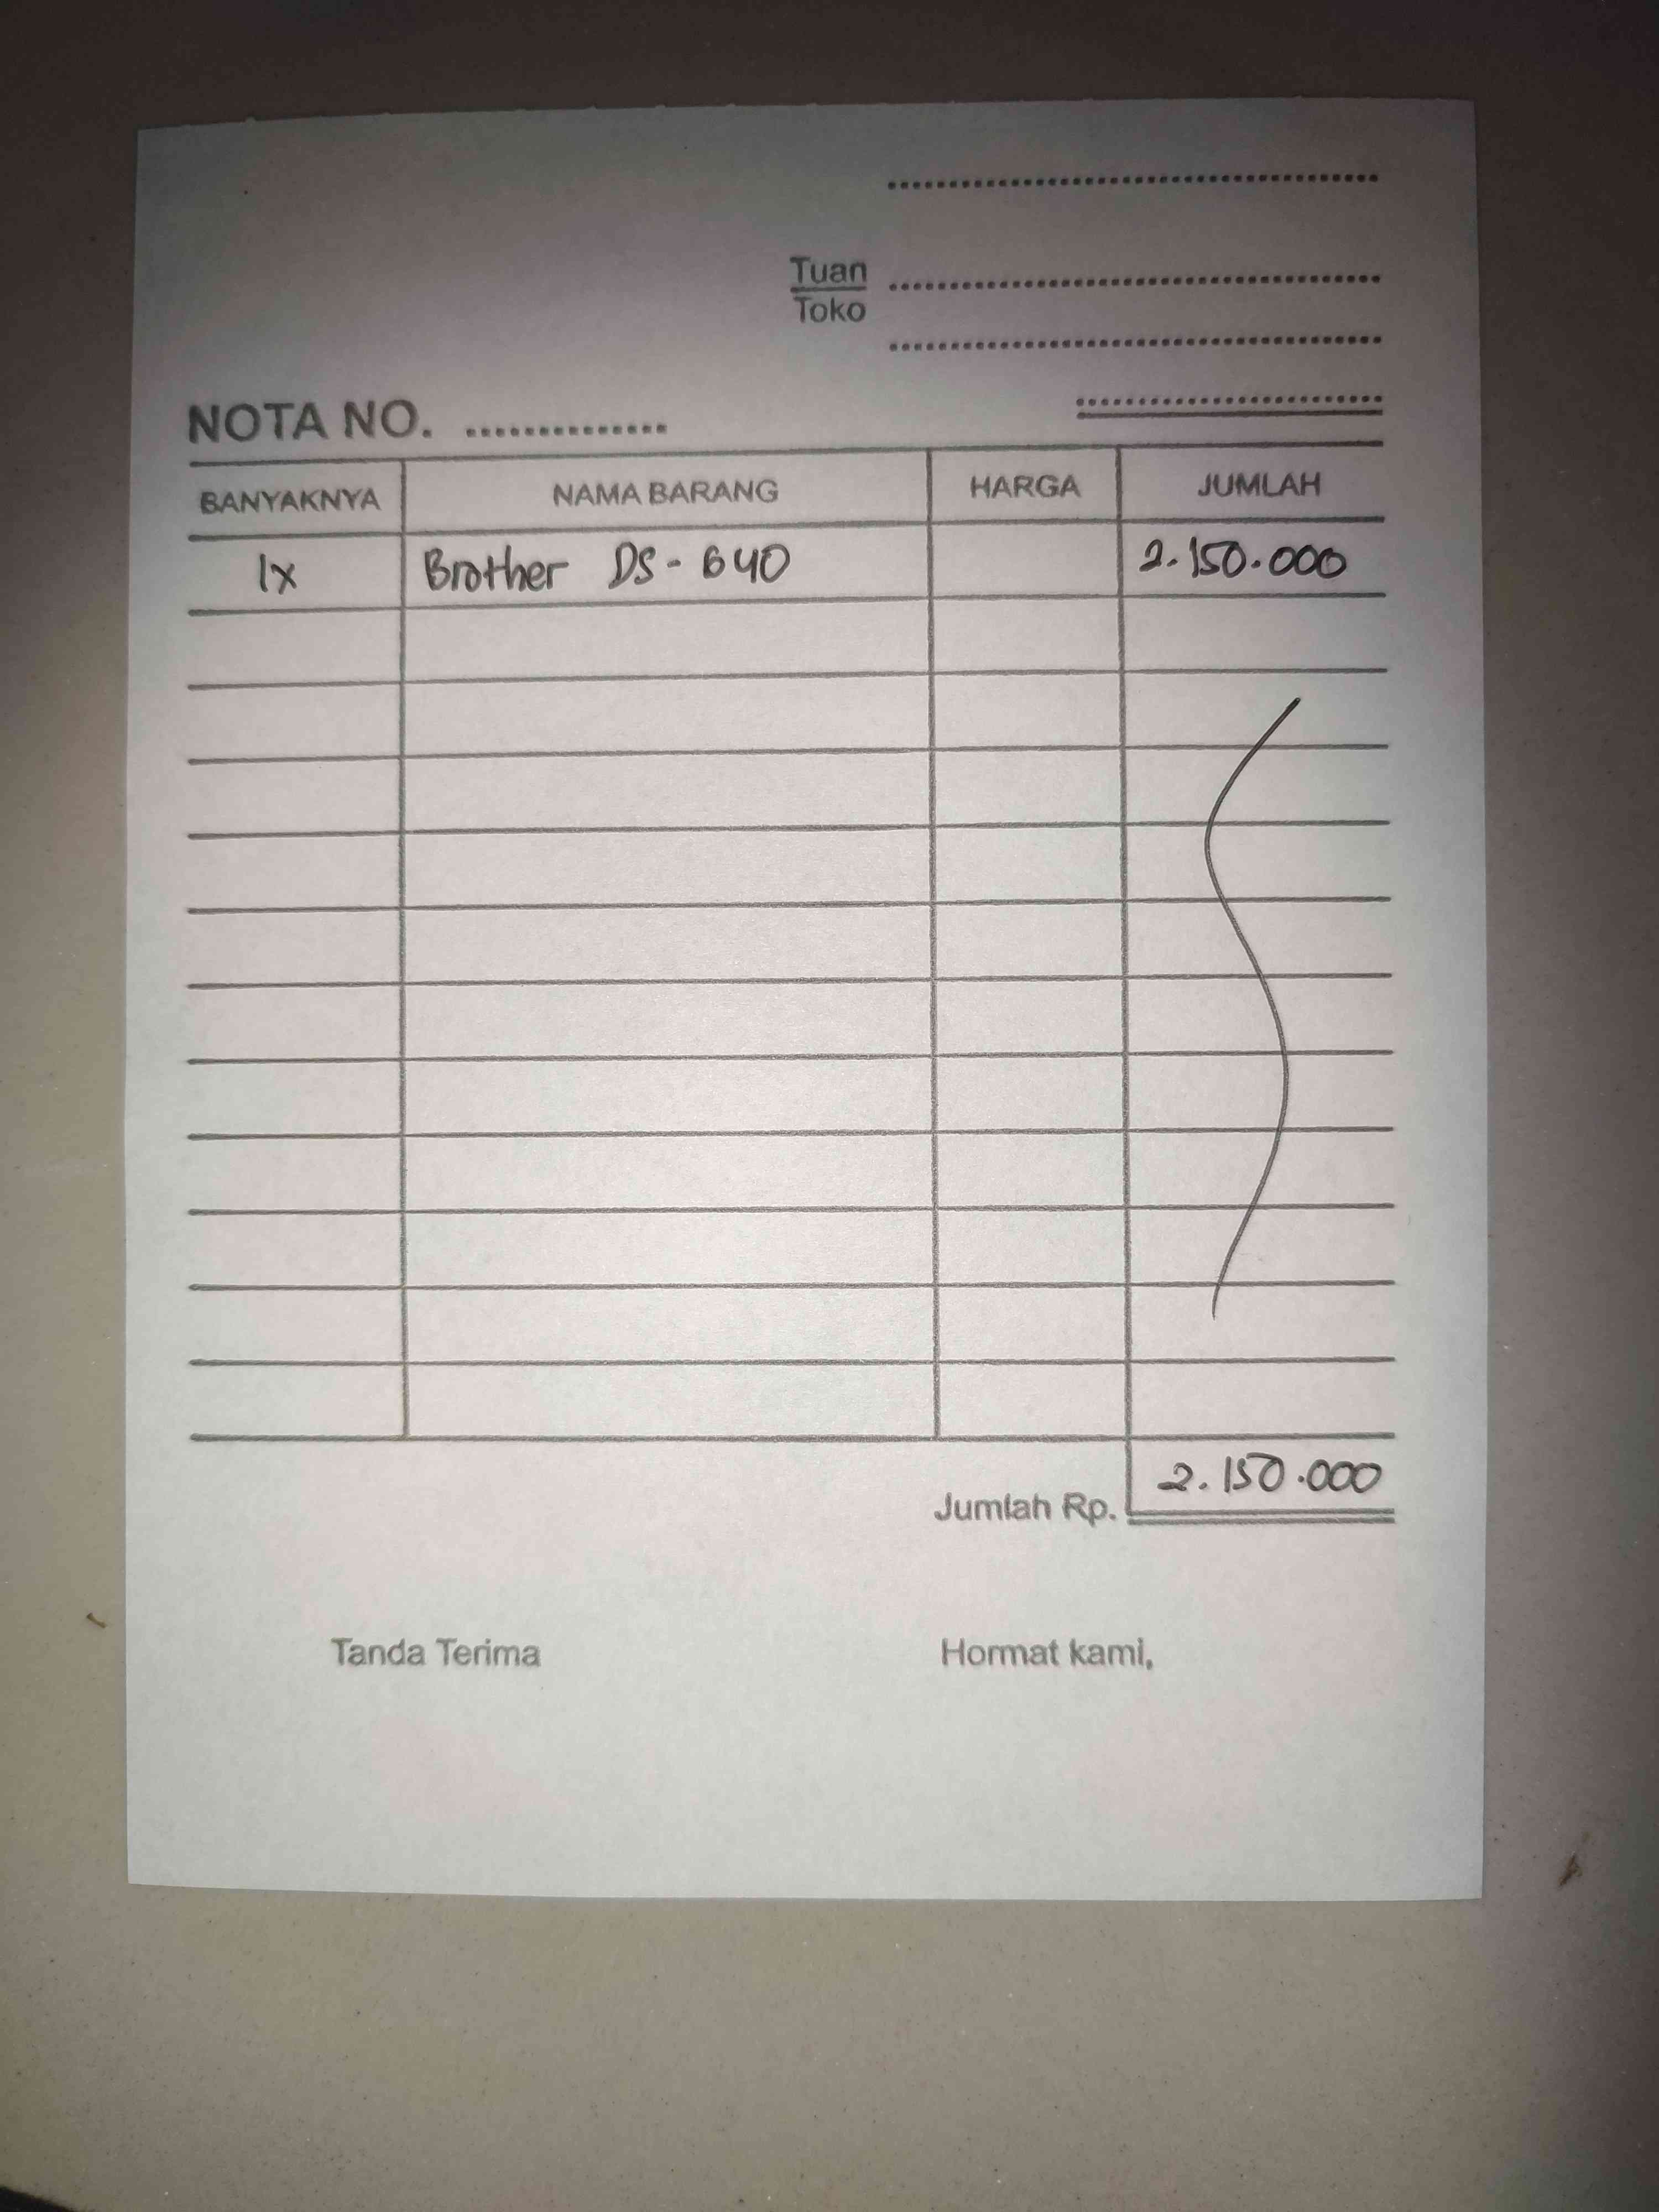 Tuan
Toko
NOTA NO. ..............
BANYAKNYA NAMA BARANG HARGA JUMLAH
1x Brother DS-640 2.150.000
Jumlah Rp. 2.150.000
Tanda Terima Hormat kami,